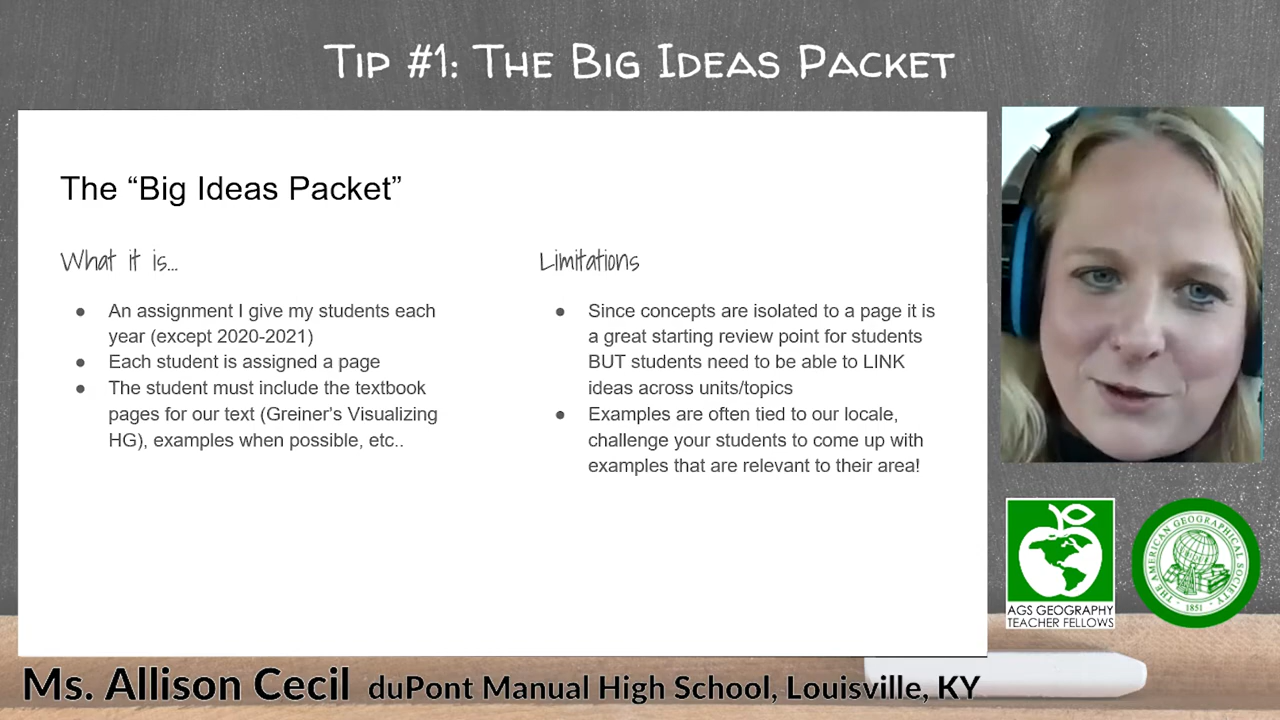 Tip #1: The Big Ideas Packet
The “Big Ideas Packet”
What it is...
● An assignment I give my students each
year (except 2020-2021)
● Each student is assigned a page
● The student must include the textbook
pages for our text (Greiner’s Visualizing
HG), examples when possible, etc..
Limitations
● Since concepts are isolated to a page it is
a great starting review point for students
BUT students need to be able to LINK
ideas across units/topics
● Examples are often tied to our locale,
challenge your students to come up with
examples that are relevant to their area!
AGS GEOGRAPHY
TEACHER FELLOWS
THE AMERICAN GEOGRAPHICAL SOCIETY
1851
Ms. Allison Cecil duPont Manual High School, Louisville, KY